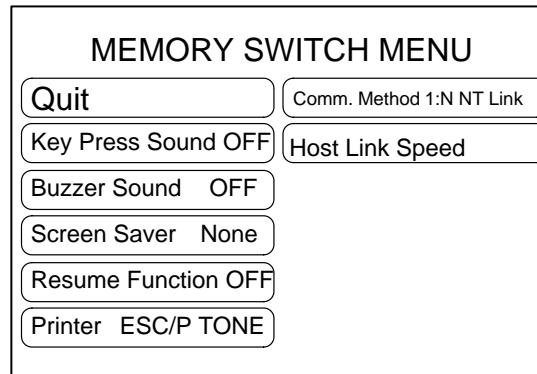 MEMORY SWITCH MENU
Quit
Key Press Sound OFF
Buzzer Sound OFF
Screen Saver None
Resume Function OFF
Printer ESC/P TONE
Comm. Method 1:N NT Link
Host Link Speed